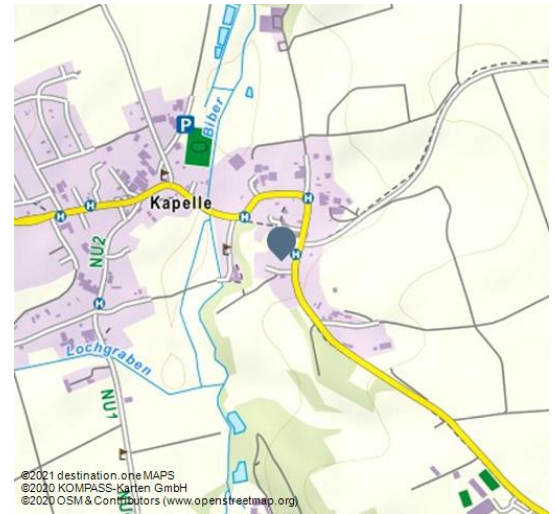 P
Biber
Kapelle
H
H
H
H
H
H
NU2
Lochgraben
NU1
©2021 destination.one MAPS
©2020 KOMPASS-Karten GmbH
©2020 OSM & Contributors (www.openstreetmap.org)